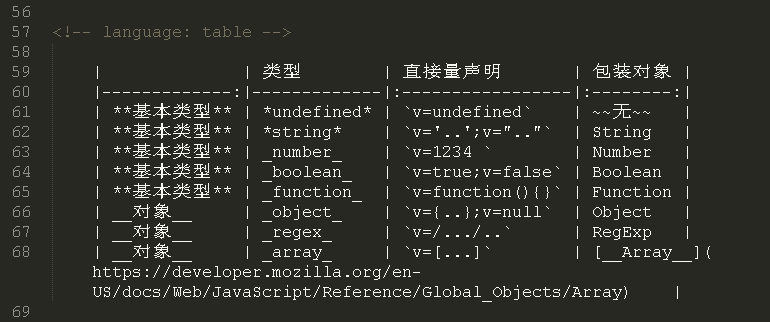 56
57 <!-- language: table -->
58
59 | | 类型 | 直接量声明 | 包装对象 |
60 |-------------:|-------------|:-----------------|:--------:|
61 | **基本类型** | *undefined* | `v=undefined` | ~~无~~ |
62 | **基本类型** | *string* | `v='..';v=".."` | String |
63 | **基本类型** | _number_ | `v=1234 ` | Number |
64 | **基本类型** | _boolean_ | `v=true;v=false` | Boolean |
65 | **基本类型** | _function_ | `v=function(){}` | Function |
66 | __对象__ | _object_ | `v={..};v=null` | Object |
67 | __对象__ | _regex_ | `v=/.../..` | RegExp |
68 | __对象__ | _array_ | `v=[...]` | [__Array__](
https://developer.mozilla.org/en-
US/docs/Web/JavaScript/Reference/Global_Objects/Array) |
69